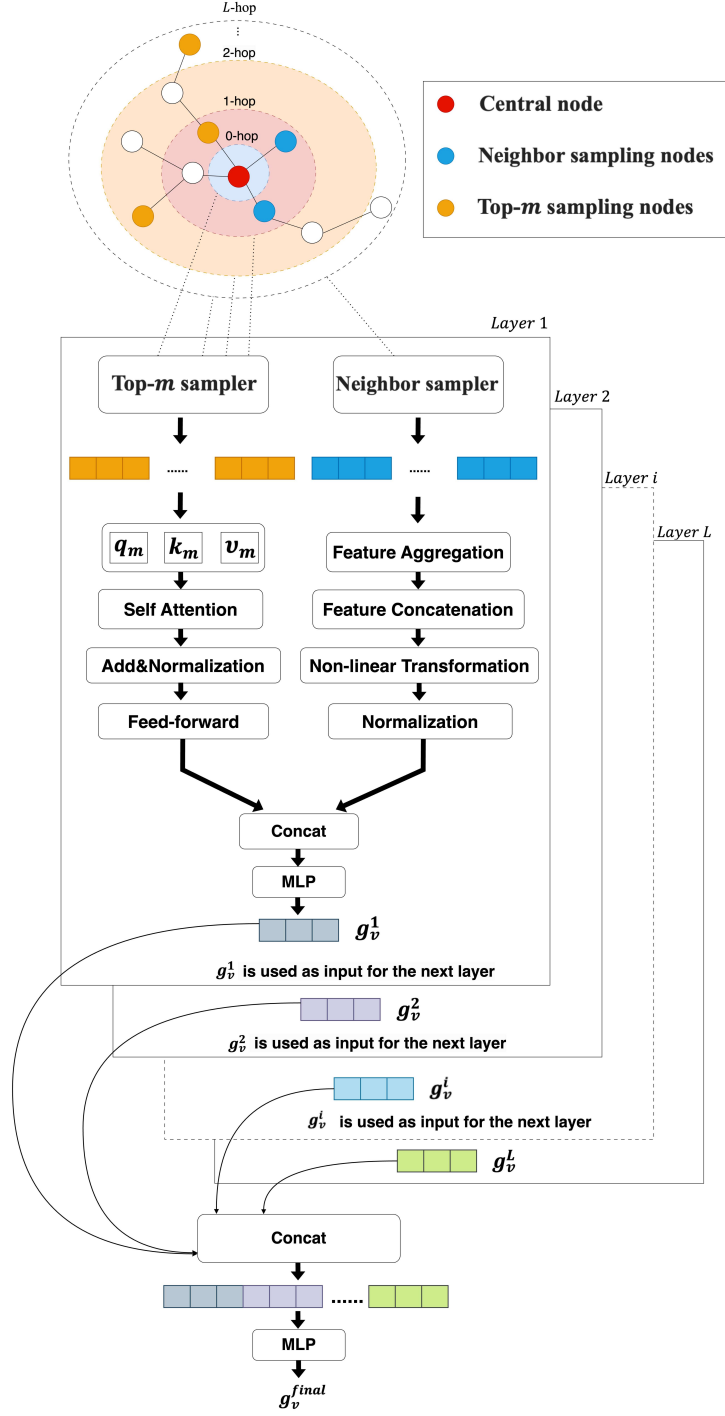 L-hop
⋮
2-hop
1-hop
0-hop
Central node
Neighbor sampling nodes
Top-m sampling nodes
Layer 1
Top-m sampler
Neighbor sampler
Layer 2
...... ......
Layer i
q_m k_m v_m
Layer L
Feature Aggregation
Self Attention
Feature Concatenation
Add&Normalization
Non-linear Transformation
Feed-forward
Normalization
Concat
MLP
g_v^1
g_v^1 is used as input for the next layer
g_v^2
g_v^2 is used as input for the next layer
g_v^i
g_v^i is used as input for the next layer
g_v^L
Concat
......
MLP
g_v^final